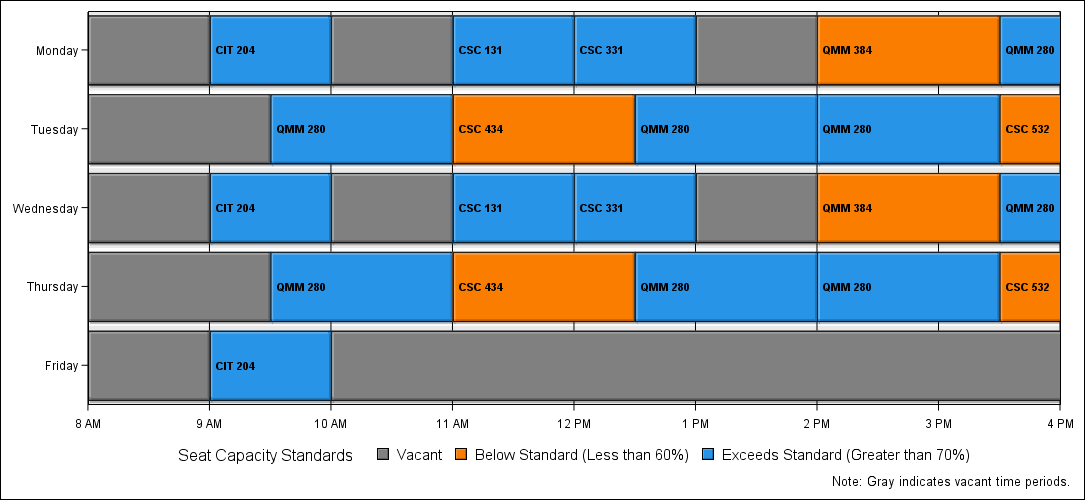 Monday CIT 204 CSC 131 CSC 331 QMM 384 QMM 280
Tuesday QMM 280 CSC 434 QMM 280 QMM 280 CSC 532
Wednesday CIT 204 CSC 131 CSC 331 QMM 384 QMM 280
Thursday QMM 280 CSC 434 QMM 280 QMM 280 CSC 532
Friday CIT 204
8 AM 9 AM 10 AM 11 AM 12 PM 1 PM 2 PM 3 PM 4 PM
Seat Capacity Standards Vacant Below Standard (Less than 60%) Exceeds Standard (Greater than 70%)
Note: Gray indicates vacant time periods.